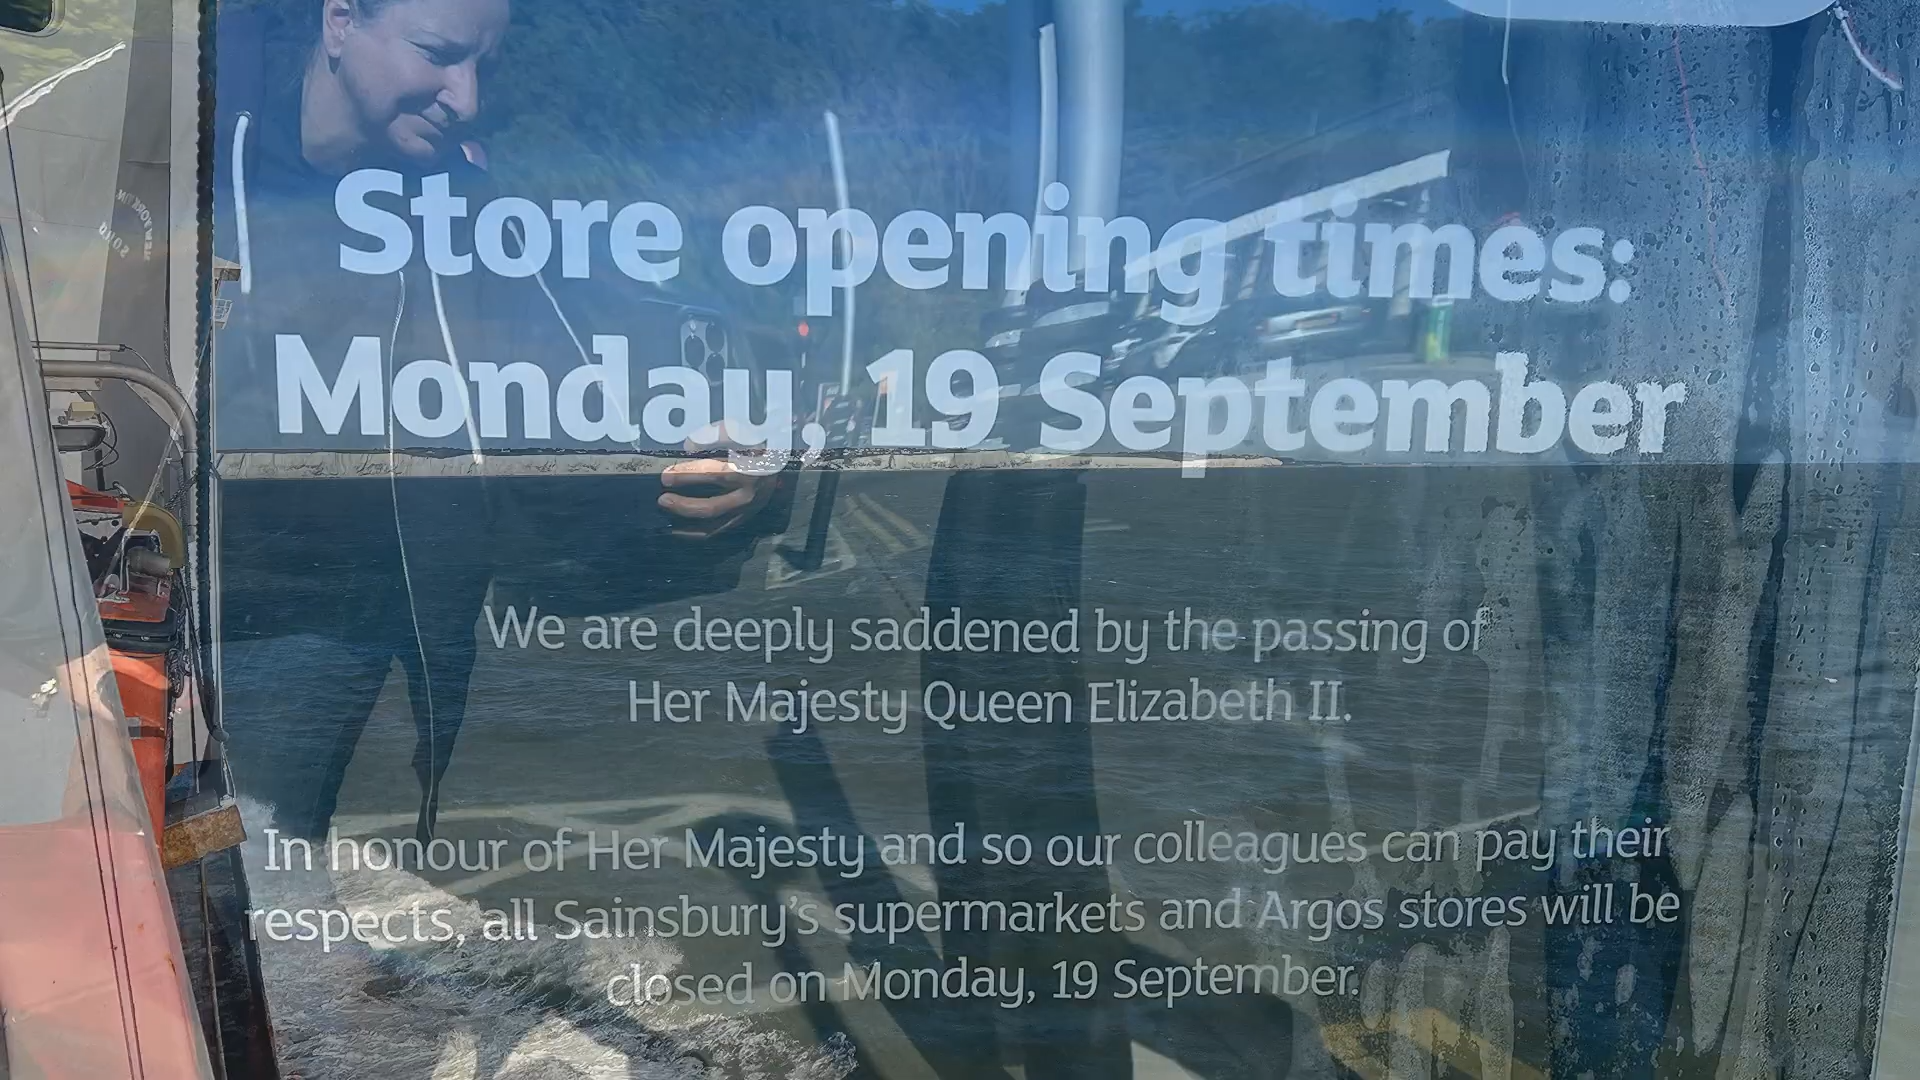 Store opening times:
Monday, 19 September
We are deeply saddened by the passing of
Her Majesty Queen Elizabeth II.
In honour of Her Majesty and so our colleagues can pay their
respects, all Sainsbury's supermarkets and Argos stores will be
closed on Monday, 19 September.